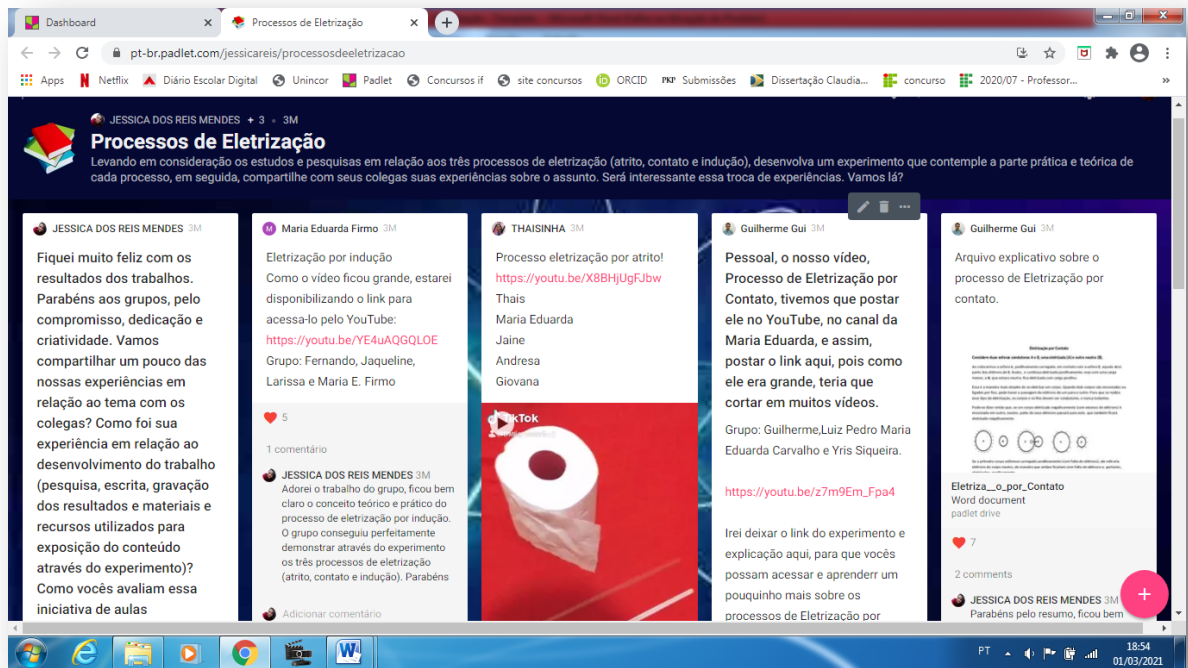 Dashboard
Processos de Eletrização
pt-br.padlet.com/jessicareis/processosdeeletrizacao
Apps Netflix Diário Escolar Digital Unincor Padlet Concursos if site concursos ORCID PKP Submissões Dissertação Claudia... concurso 2020/07 - Professor... »
JESSICA DOS REIS MENDES + 3 • 3M
Processos de Eletrização
Levando em consideração os estudos e pesquisas em relação aos três processos de eletrização (atrito, contato e indução), desenvolva um experimento que contemple a parte prática e teórica de
cada processo, em seguida, compartilhe com seus colegas suas experiências sobre o assunto. Será interessante essa troca de experiências. Vamos lá?
JESSICA DOS REIS MENDES 3M
Fiquei muito feliz com os
resultados dos trabalhos.
Parabéns aos grupos, pelo
compromisso, dedicação e
criatividade. Vamos
compartilhar um pouco das
nossas experiências em
relação ao tema com os
colegas? Como foi sua
experiência em relação ao
desenvolvimento do trabalho
(pesquisa, escrita, gravação
dos resultados e materiais e
recursos utilizados para
exposição do conteúdo
através do experimento)?
Como vocês avaliam essa
iniciativa de aulas
M Maria Eduarda Firmo 3M
Eletrização por indução
Como o vídeo ficou grande, estarei
disponibilizando o link para
acessa-lo pelo YouTube:
https://youtu.be/YE4uAQGQLOE
Grupo: Fernando, Jaqueline,
Larissa e Maria E. Firmo
5
1 comentário
JESSICA DOS REIS MENDES 3M
Adorei o trabalho do grupo, ficou bem
claro o conceito teórico e prático do
processo de eletrização por indução.
O grupo conseguiu perfeitamente
demonstrar através do experimento
os três processos de eletrização
(atrito, contato e indução). Parabéns
Adicionar comentário
THAISINHA 3M
Processo eletrização por atrito!
https://youtu.be/X8BHjUgFJbw
Thais
Maria Eduarda
Jaine
Andresa
Giovana
TikTok
Guilherme Gui 3M
Pessoal, o nosso vídeo,
Processo de Eletrização por
Contato, tivemos que postar
ele no YouTube, no canal da
Maria Eduarda, e assim,
postar o link aqui, pois como
ele era grande, teria que
cortar em muitos vídeos.
Grupo: Guilherme,Luiz Pedro Maria
Eduarda Carvalho e Yris Siqueira.
https://youtu.be/z7m9Em_Fpa4
Irei deixar o link do experimento e
explicação aqui, para que vocês
possam acessar e aprenderr um
pouquinho mais sobre os
processos de Eletrização por
Guilherme Gui 3M
Arquivo explicativo sobre o
processo de Eletrização por
contato.
Eletrização por Contato
Eletriza__o_por_Contato
Word document
padlet drive
7
2 comments
JESSICA DOS REIS MENDES 3M
Parabéns pelo resumo, ficou bem
PT
18:54
01/03/2021